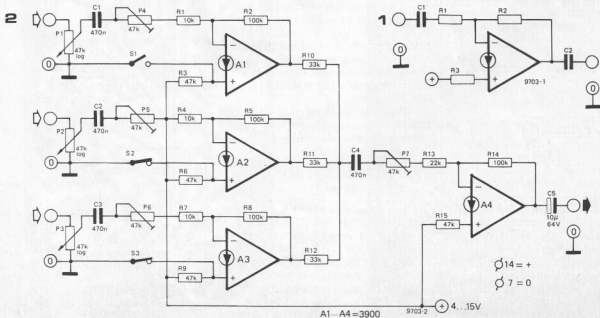 2
C1
470n
P4
47k
R1
10k
R2
100k
P1
47k
log
0
S1
R3
47k
A1
R10
33k
C2
470n
P5
47k
R4
10k
R5
100k
P2
47k
log
0
S2
R6
47k
A2
R11
33k
C3
470n
P6
47k
R7
10k
R8
100k
P3
47k
log
0
S3
R9
47k
A3
R12
33k
C4
470n
P7
47k
R13
22k
R14
100k
A4
R15
47k
C5
10µ
64V
0
Ø 14 = +
Ø 7 = 0
+ 4...15V
9703-2
A1...A4 = 3900
1
C1
R1
R2
0
+
R3
9703-1
C2
0